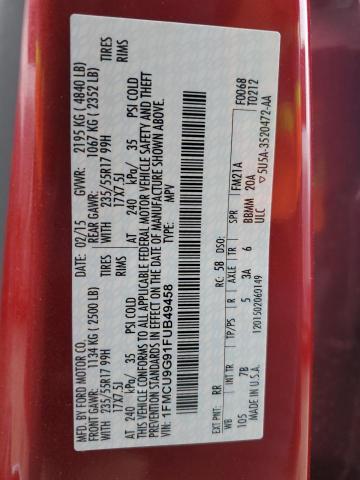 MFD. BY FORD MOTOR CO.
DATE: 02/15 GVWR: 2195 KG ( 4840 LB)
FRONT GAWR: 1134 KG ( 2500 LB) REAR GAWR: 1067 KG ( 2352 LB)
235/55R17 99H TIRES 235/55R17 99H TIRES
17X7.5J RIMS 17X7.5J RIMS
AT 240 kPa/ 35 PSI COLD AT 240 kPa/ 35 PSI COLD
THIS VEHICLE CONFORMS TO ALL APPLICABLE FEDERAL MOTOR VEHICLE SAFETY AND THEFT
PREVENTION STANDARDS IN EFFECT ON THE DATE OF MANUFACTURE SHOWN ABOVE.
VIN: 1FMCU9G91FUB49458
TYPE: MPV
F0068
T0212
EXT PNT: RR RC: 58 DSO: FM21A
WB INT TR TP/PS R AXLE TR SPR
105 7B 5 3A 6 BBMM 20A
ULC
MADE IN U.S.A. 1201502060149 5U5A-3520472-AA